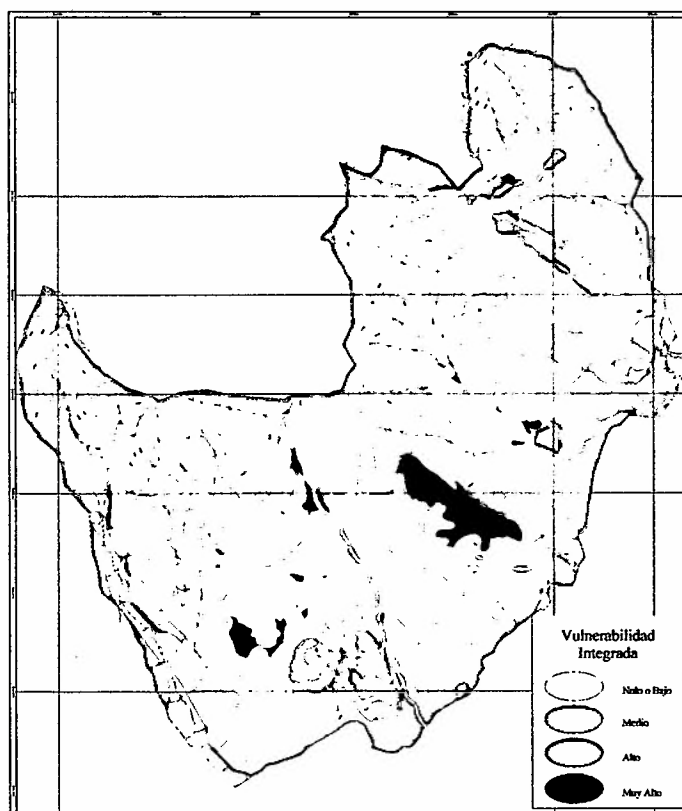 Vulnerabilidad
Integrada
Nulo o Bajo
Medio
Alto
Muy Alto